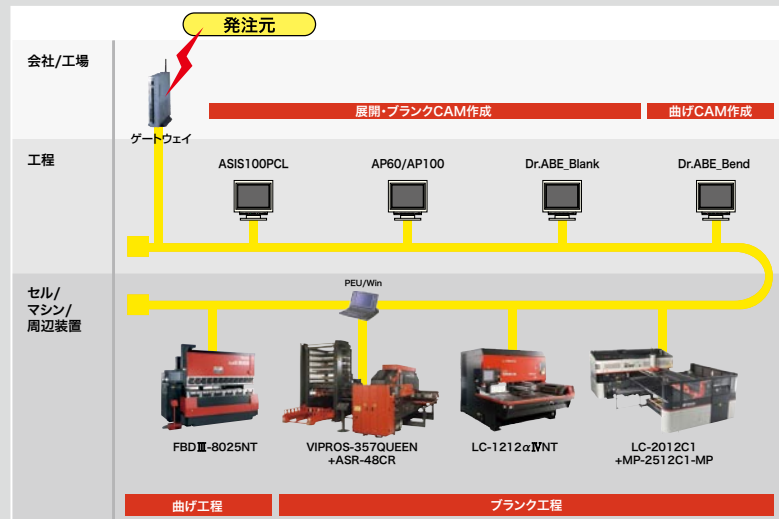 発注元
会社/工場
展開・ブランクCAM作成
曲げCAM作成
ゲートウェイ
工程
ASIS100PCL
AP60/AP100
Dr.ABE_Blank
Dr.ABE_Bend
セル/
マシン/
周辺装置
PEU/Win
FBDⅢ-8025NT
VIPROS-357QUEEN
+ASR-48CR
LC-1212αⅣNT
LC-2012C1
+MP-2512C1-MP
曲げ工程
ブランク工程